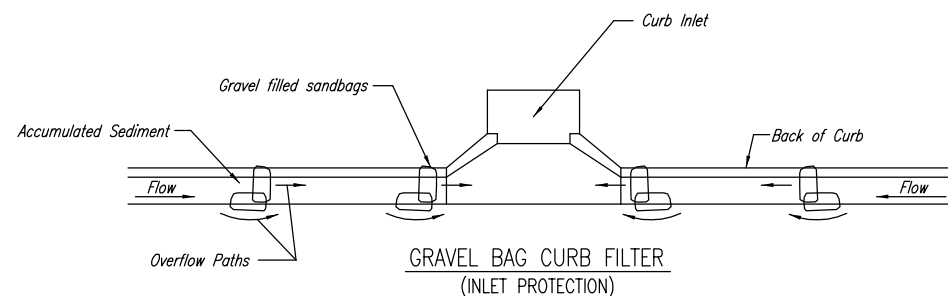 Curb Inlet
Gravel filled sandbags
Accumulated Sediment
Back of Curb
Flow
Flow
Overflow Paths
GRAVEL BAG CURB FILTER
(INLET PROTECTION)